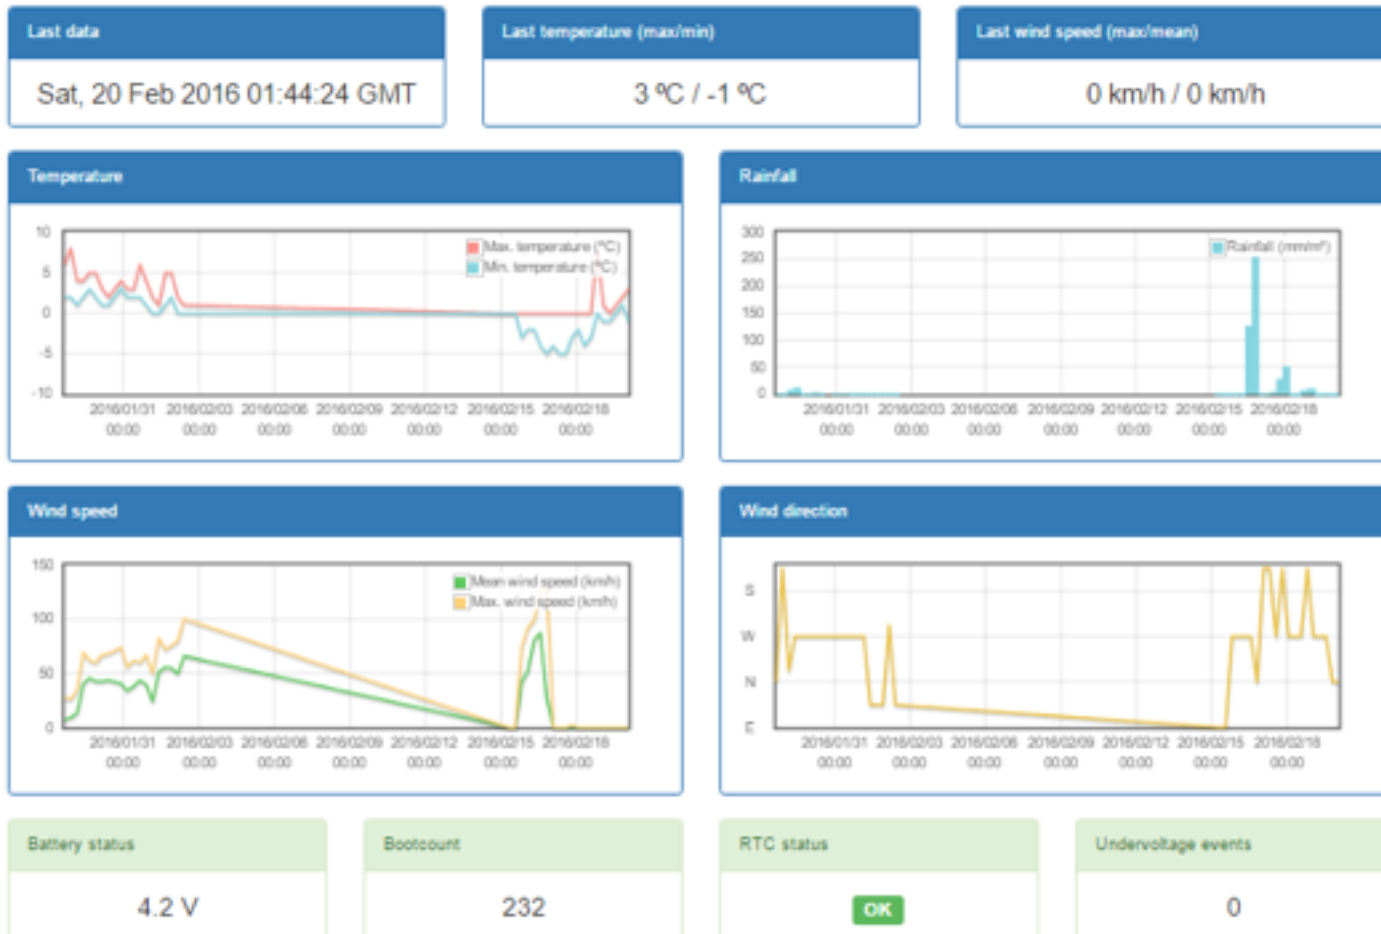 Last data
Last temperature (max/min)
Last wind speed (max/mean)
Sat, 20 Feb 2016 01:44:24 GMT
3 ºC / -1 ºC
0 km/h / 0 km/h
Temperature
10
5
0
-5
-10
Max. temperature (ºC)
Min. temperature (ºC)
2016/01/31 2016/02/03 2016/02/06 2016/02/09 2016/02/12 2016/02/15 2016/02/18
00:00 00:00 00:00 00:00 00:00 00:00 00:00
Rainfall
300
250
200
150
100
50
0
Rainfall (mm/m²)
2016/01/31 2016/02/03 2016/02/06 2016/02/09 2016/02/12 2016/02/15 2016/02/18
00:00 00:00 00:00 00:00 00:00 00:00 00:00
Wind speed
150
100
50
0
Mean wind speed (km/h)
Max. wind speed (km/h)
2016/01/31 2016/02/03 2016/02/06 2016/02/09 2016/02/12 2016/02/15 2016/02/18
00:00 00:00 00:00 00:00 00:00 00:00 00:00
Wind direction
S
W
N
E
2016/01/31 2016/02/03 2016/02/06 2016/02/09 2016/02/12 2016/02/15 2016/02/18
00:00 00:00 00:00 00:00 00:00 00:00 00:00
Battery status
4.2 V
Bootcount
232
RTC status
OK
Undervoltage events
0